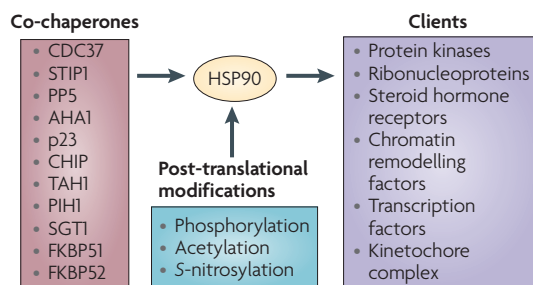 Co-chaperones
• CDC37
• STIP1
• PP5
• AHA1
• p23
• CHIP
• TAH1
• PIH1
• SGT1
• FKBP51
• FKBP52
HSP90
Post-translational
modifications
• Phosphorylation
• Acetylation
• S-nitrosylation
Clients
• Protein kinases
• Ribonucleoproteins
• Steroid hormone
receptors
• Chromatin
remodelling
factors
• Transcription
factors
• Kinetochore
complex